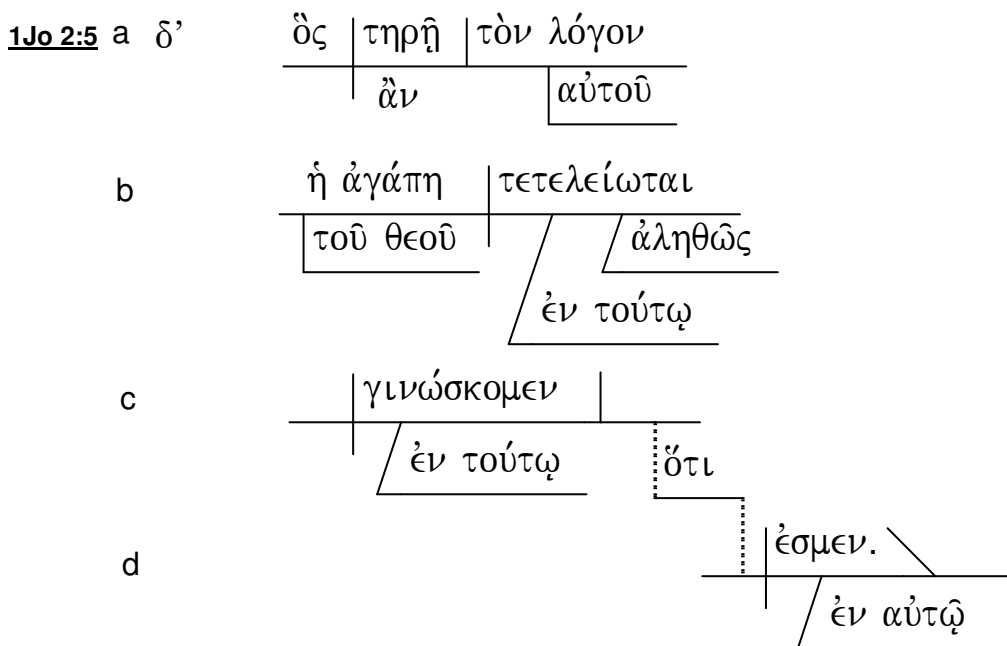 1Jo 2:5 a δ’ ὃς τηρῇ τὸν λόγον
ἂν αὐτοῦ
b ἡ ἀγάπη τετελείωται
τοῦ θεοῦ ἀληθῶς
ἐν τούτῳ
c γινώσκομεν
ἐν τούτῳ ὅτι
d ἐσμεν.
ἐν αὐτῷ